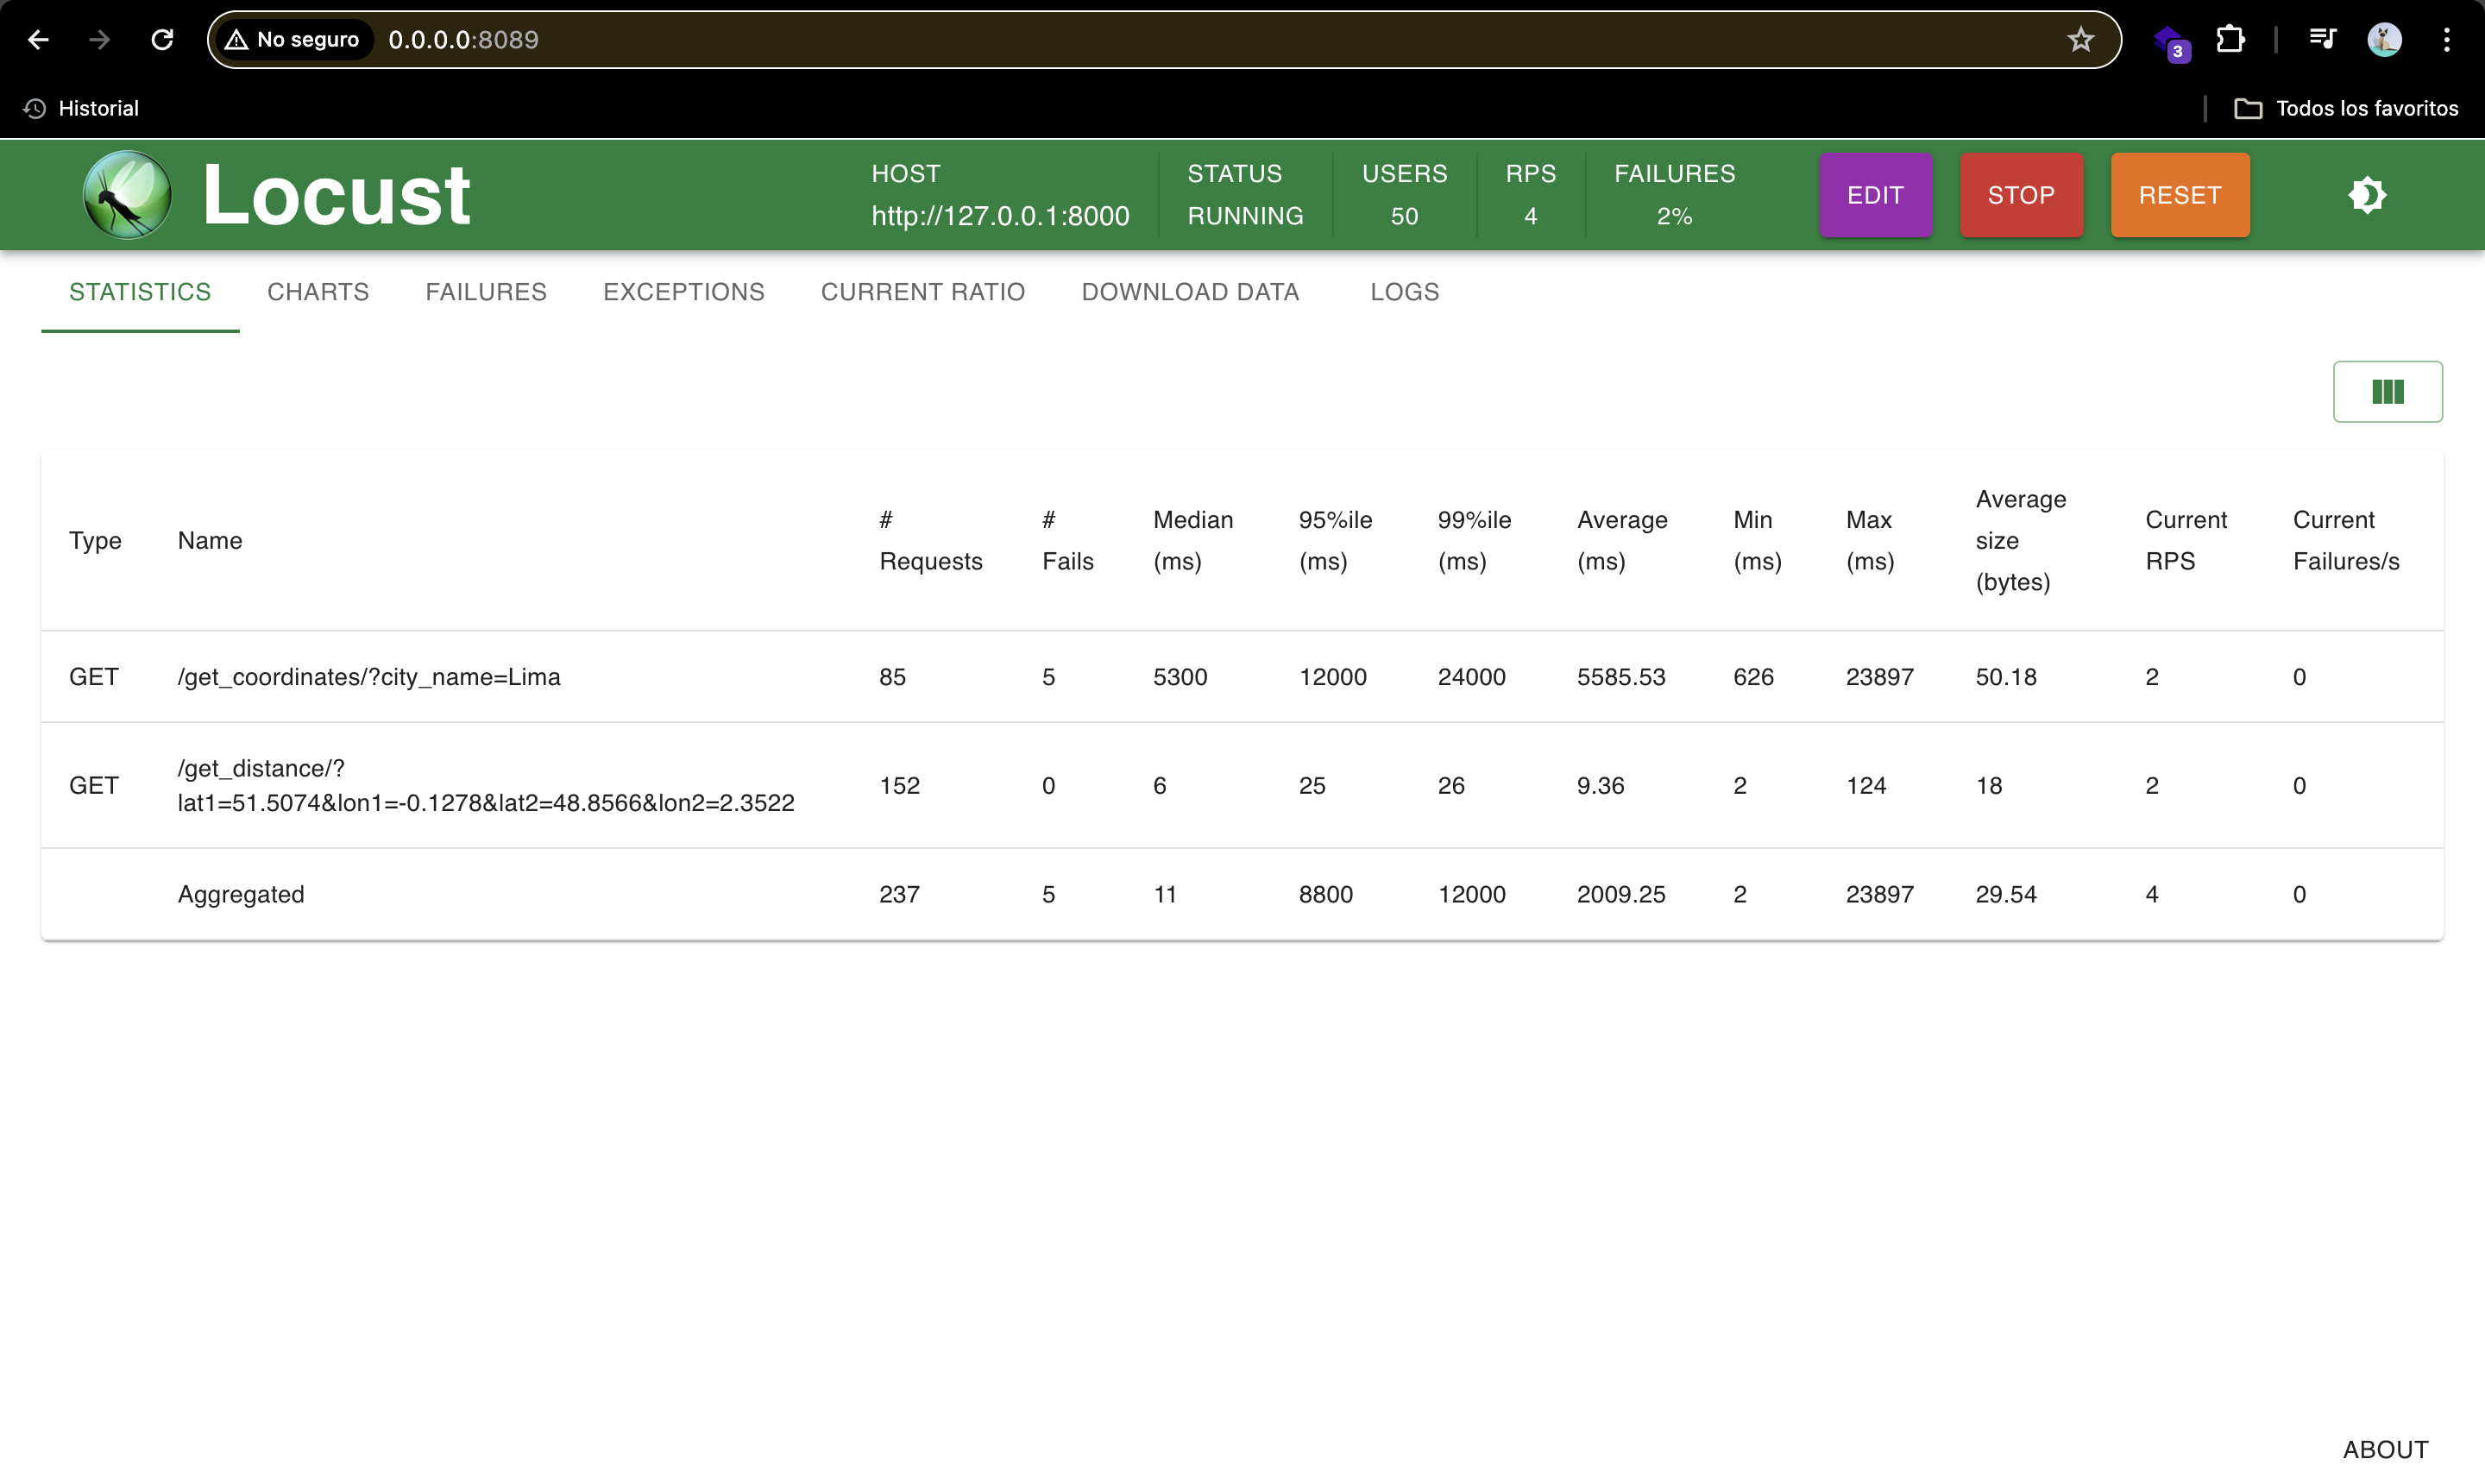 No seguro 0.0.0.0:8089
3
Historial
Todos los favoritos
Locust
HOST
http://127.0.0.1:8000
STATUS
RUNNING
USERS
50
RPS
4
FAILURES
2%
EDIT
STOP
RESET
STATISTICS CHARTS FAILURES EXCEPTIONS CURRENT RATIO DOWNLOAD DATA LOGS
Type Name # Requests # Fails Median (ms) 95%ile (ms) 99%ile (ms) Average (ms) Min (ms) Max (ms) Average size (bytes) Current RPS Current Failures/s
GET /get_coordinates/?city_name=Lima 85 5 5300 12000 24000 5585.53 626 23897 50.18 2 0
GET /get_distance/?
lat1=51.5074&lon1=-0.1278&lat2=48.8566&lon2=2.3522 152 0 6 25 26 9.36 2 124 18 2 0
Aggregated 237 5 11 8800 12000 2009.25 2 23897 29.54 4 0
ABOUT